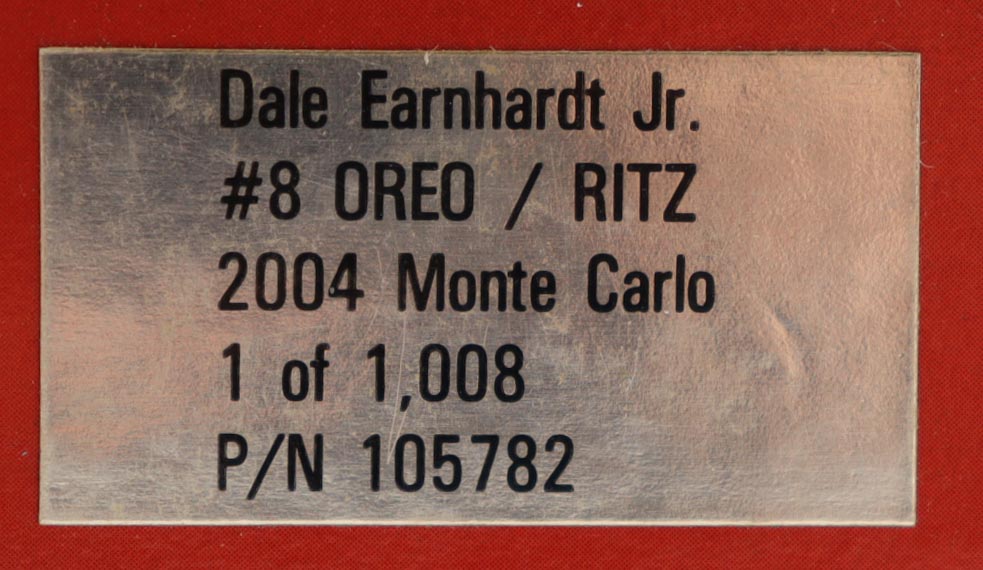 Dale Earnhardt Jr.
#8 OREO / RITZ
2004 Monte Carlo
1 of 1,008
P/N 105782